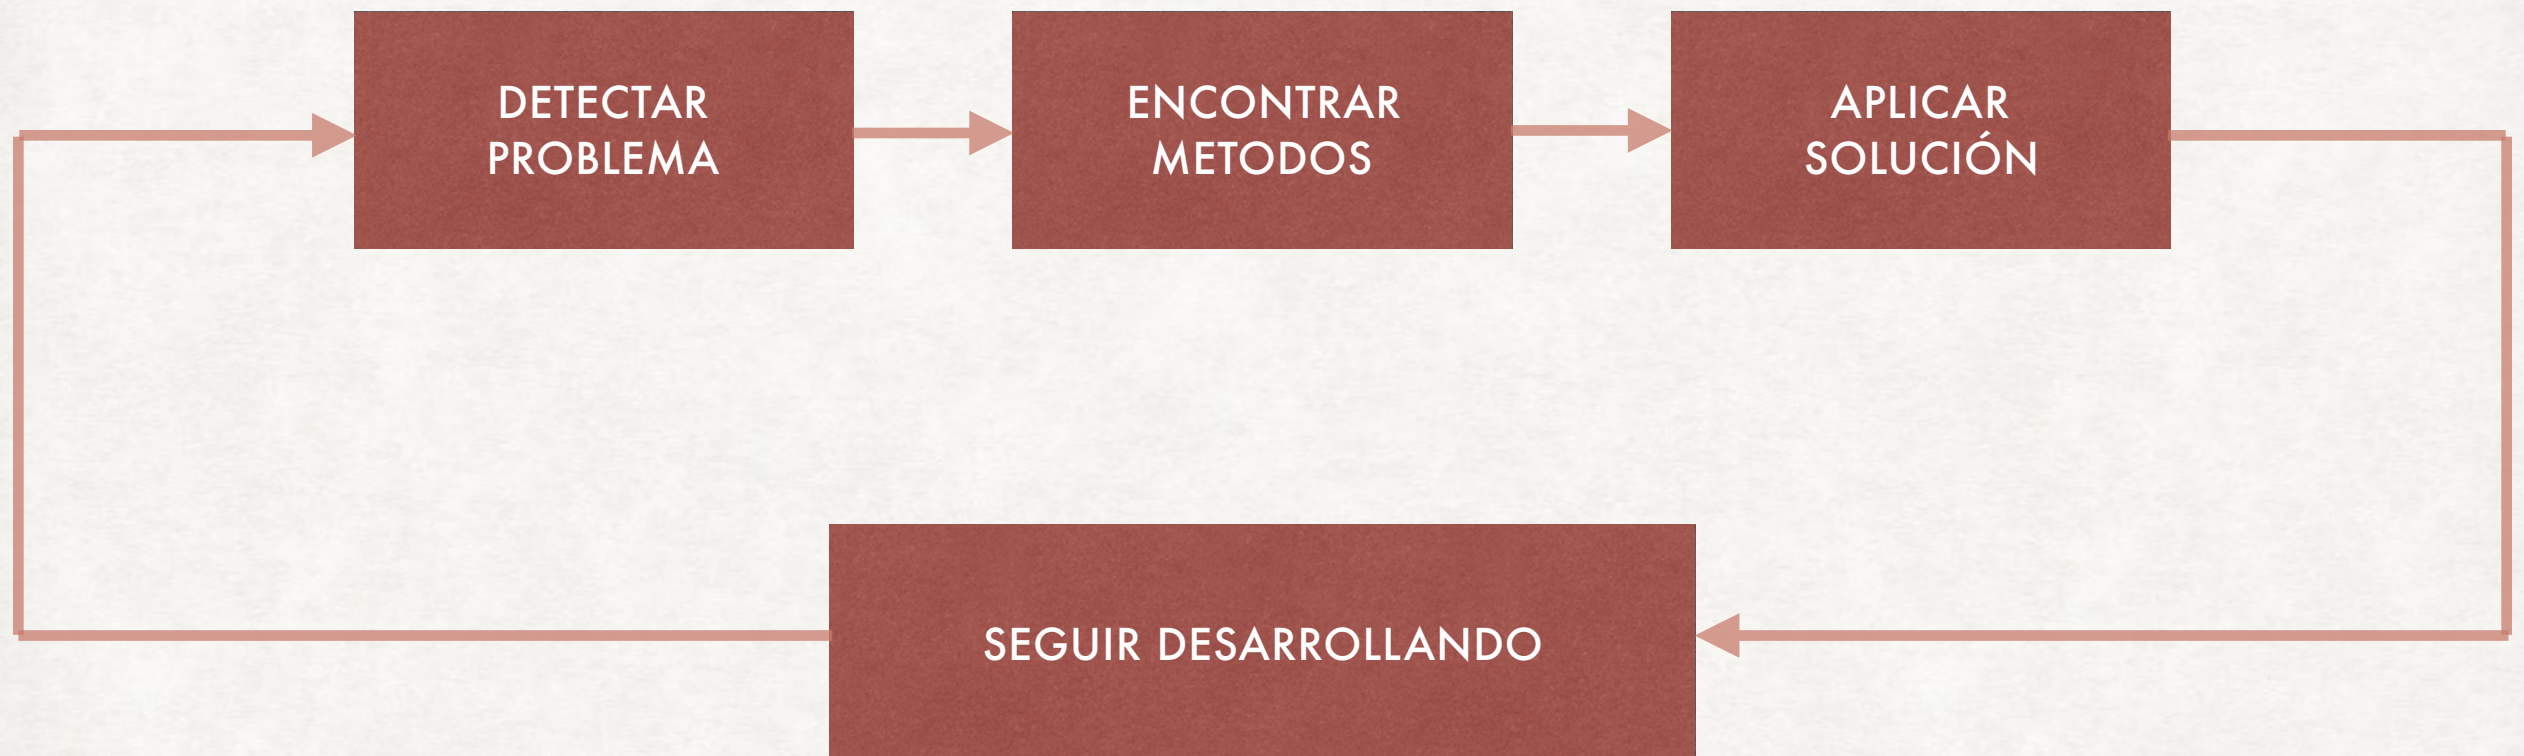 DETECTAR
PROBLEMA
ENCONTRAR
METODOS
APLICAR
SOLUCIÓN
SEGUIR DESARROLLANDO